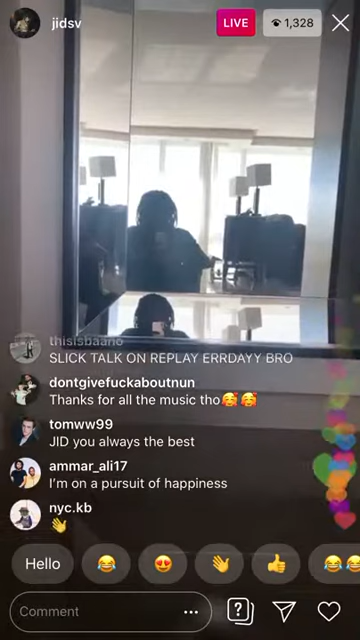 jidsv
LIVE
1,328
thisisbaano
SLICK TALK ON REPLAY ERRDAYY BRO
dontgivefuckaboutnun
Thanks for all the music tho🥰 🥰
tomww99
JID you always the best
ammar_ali17
I'm on a pursuit of happiness
nyc.kb
👋
Hello 😂 😍 👋 👍 😂😂
Comment